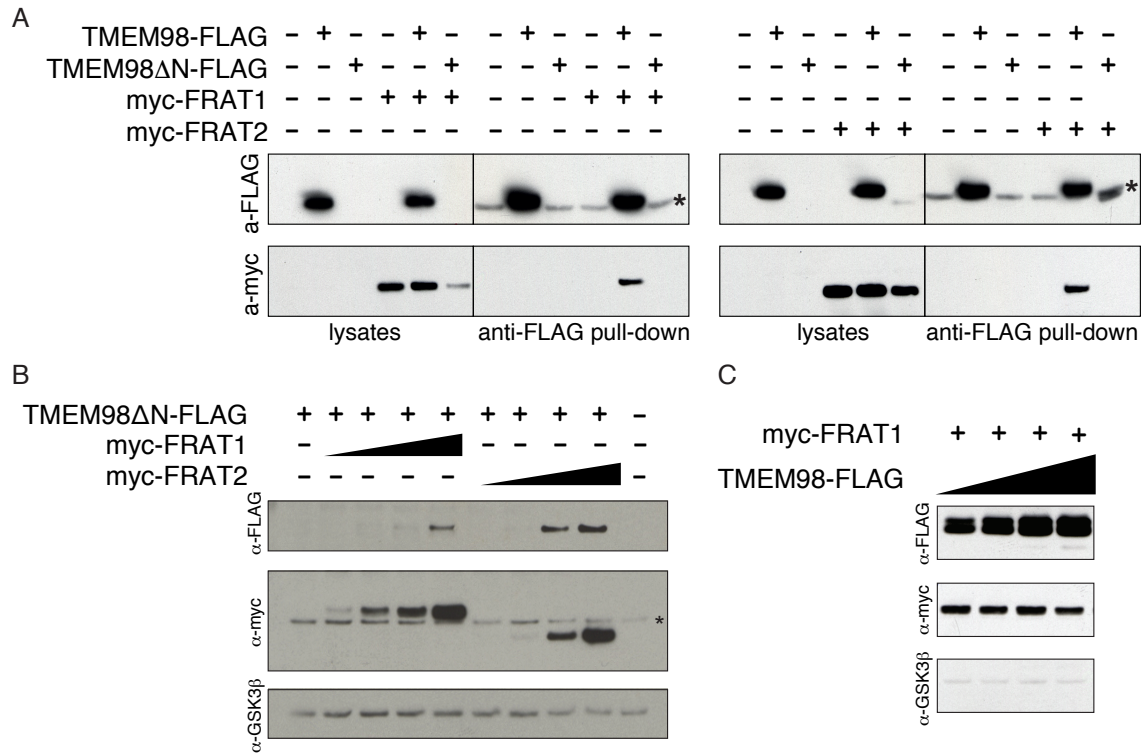 A
TMEM98-FLAG – + – – + – – + – – + – – + – – + – – + – – + –
TMEM98ΔN-FLAG – – + – – + – – + – – + – – + – – + – – + – – +
myc-FRAT1 – – – + + + – – – + + + – – – – – – – – – – –
myc-FRAT2 – – – – – – – – – – – – – – – + + + – – – + + +
a-FLAG
*
*
a-myc
lysates anti-FLAG pull-down lysates anti-FLAG pull-down
B
TMEM98ΔN-FLAG + + + + + + + + + –
myc-FRAT1 – – – – – –
myc-FRAT2 – – – – – –
α-FLAG
α-myc
*
α-GSK3β
C
myc-FRAT1 + + + +
TMEM98-FLAG
α-FLAG
α-myc
α-GSK3β